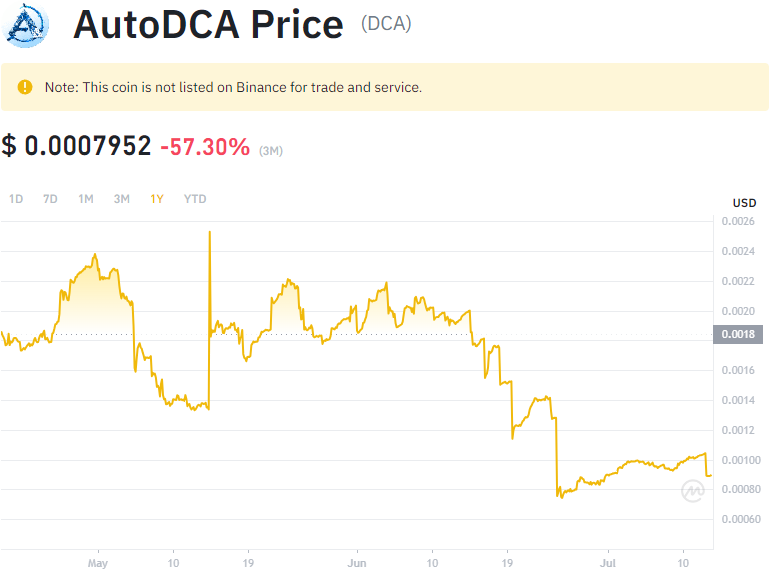 AutoDCA Price (DCA)
Note: This coin is not listed on Binance for trade and service.
$ 0.0007952 -57.30% (3M)
1D 7D 1M 3M 1Y YTD
USD
0.0026
0.0024
0.0022
0.0020
0.0018
0.0016
0.0014
0.0012
0.00100
0.00080
0.00060
May 10 19 Jun 10 19 Jul 10